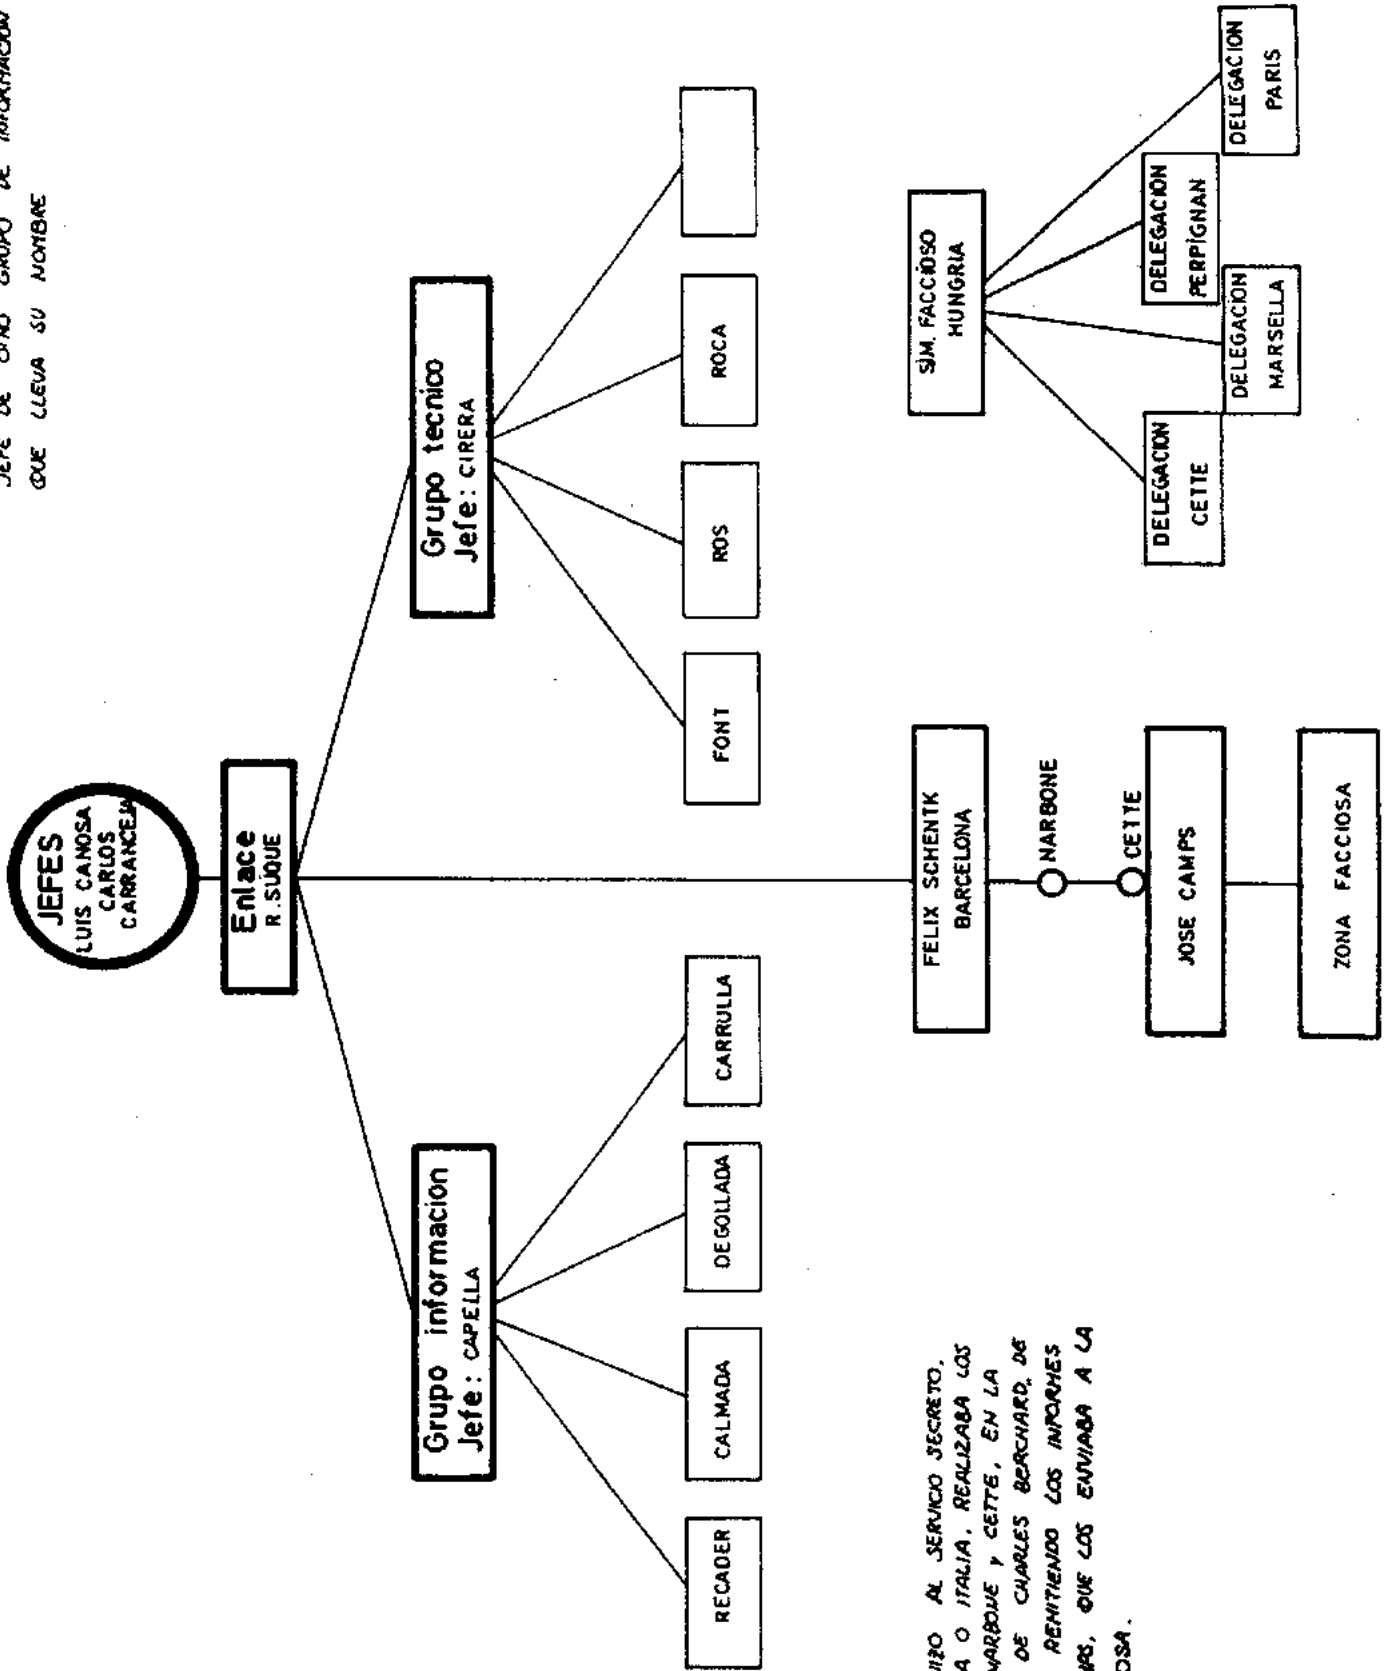 JEFE DE OTRO GRUPO DE INFORMACION
QUE LLEVA SU NOMBRE
JEFES
LUIS CANOSA
CARLOS
CARRANCEJA
Enlace
R. SUQUE
Grupo informacion
Jefe: CAPELLA
Grupo tecnico
Jefe: CIRERA
RECADER
CALMADA
DEGOLLADA
CARRULLA
FONT
ROS
ROCA
FELIX SCHENTK
BARCELONA
NARBONE
CETTE
JOSE CAMPS
ZONA FACCIOSA
S.I.M. FACCIOSO
HUNGRIA
DELEGACION
CETTE
DELEGACION
MARSELLA
DELEGACION
PERPIGNAN
DELEGACION
PARIS
AL SERVICIO SECRETO,
O ITALIA, REALIZABA LOS
NARBONE Y CETTE, EN LA
DE CHARLES BERCHARD, DE
REMITIENDO LOS INFORMES
QUE LOS ENVIABA A LA